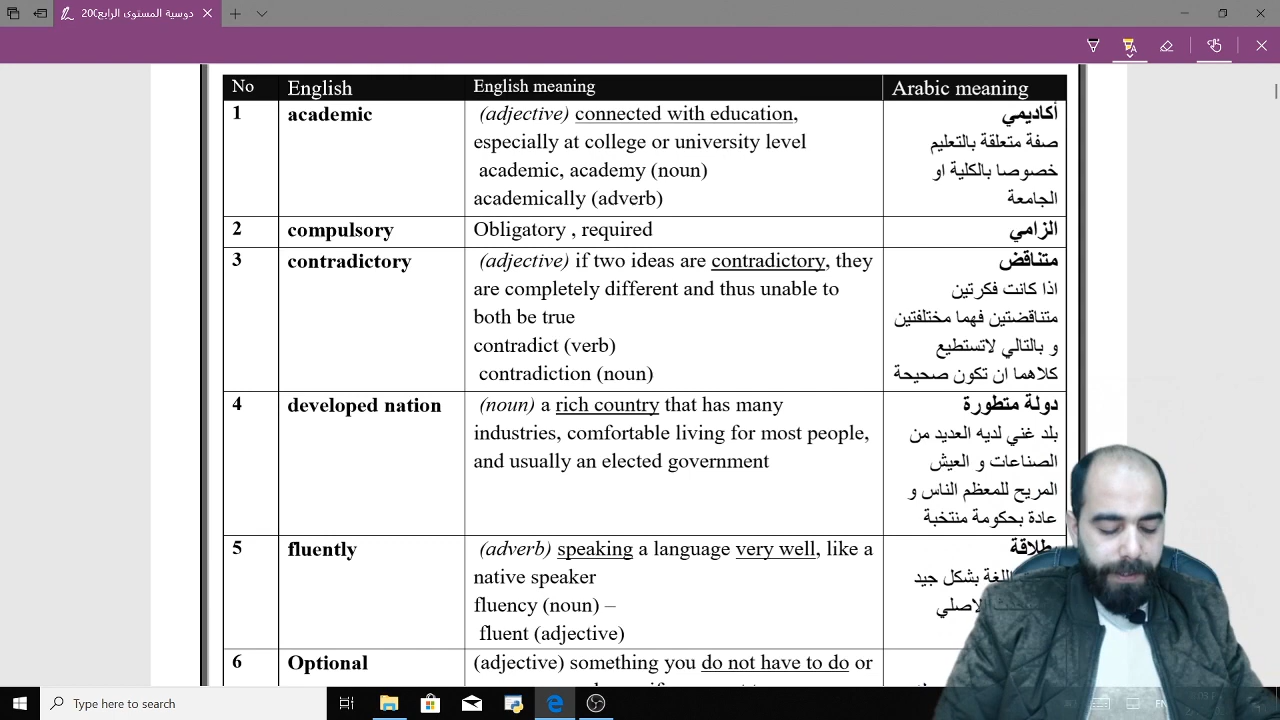 دوسية المستوى الرابع20
No English English meaning Arabic meaning
1 academic (adjective) connected with education, أكاديمي
especially at college or university level صفة متعلقة بالتعليم
academic, academy (noun) خصوصا بالكلية او
academically (adverb) الجامعة
2 compulsory Obligatory , required الزامي
3 contradictory (adjective) if two ideas are contradictory, they متناقض
are completely different and thus unable to اذا كانت فكرتين
both be true متناقضتين فهما مختلفتين
contradict (verb) و بالتالي لاتستطيع
contradiction (noun) كلاهما ان تكون صحيحة
4 developed nation (noun) a rich country that has many دولة متطورة
industries, comfortable living for most people, بلد غني لديه العديد من
and usually an elected government الصناعات و العيش
المريح للمعظم الناس و
عادة بحكومة منتخبة
5 fluently (adverb) speaking a language very well, like a
native speaker اللغة بشكل جيد
fluency (noun) – الاصلي
fluent (adjective)
6 Optional (adjective) something you do not have to do or
Type here to search